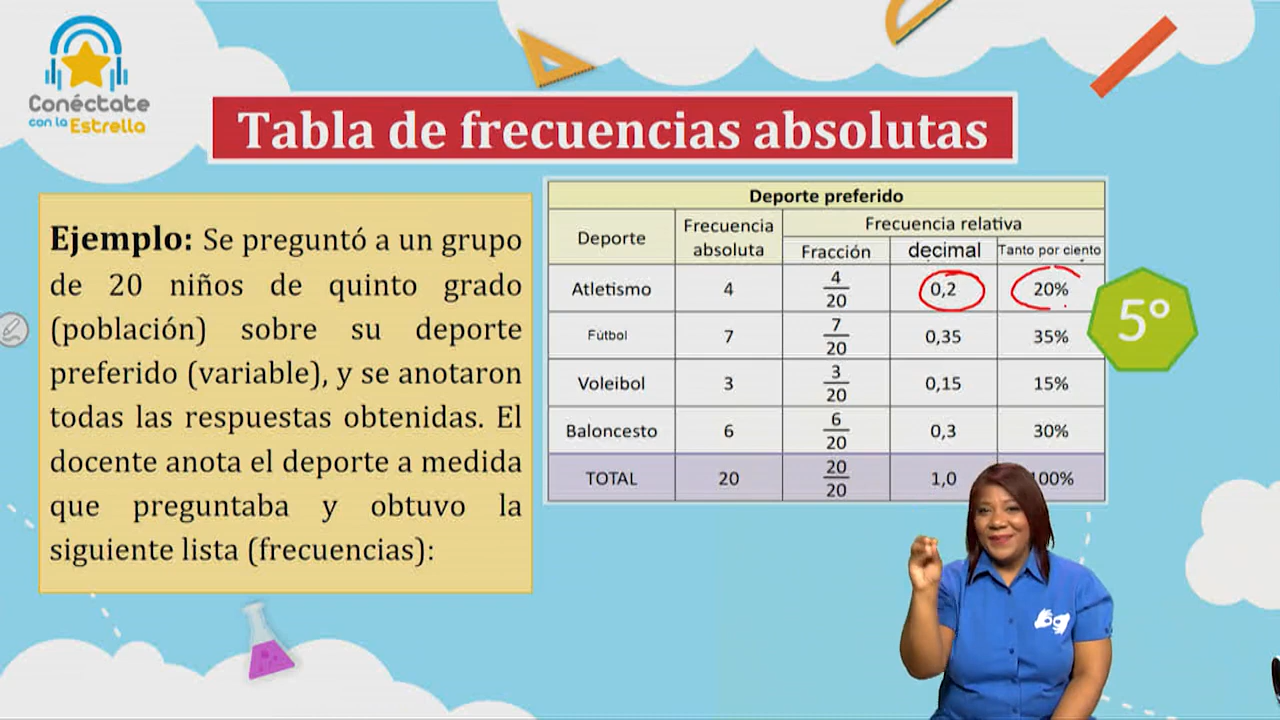 Conéctate
con la Estrella
Tabla de frecuencias absolutas
Ejemplo: Se preguntó a un grupo
de 20 niños de quinto grado
(población) sobre su deporte
preferido (variable), y se anotaron
todas las respuestas obtenidas. El
docente anota el deporte a medida
que preguntaba y obtuvo la
siguiente lista (frecuencias):
Deporte preferido
Deporte Frecuencia absoluta Frecuencia relativa
Fracción decimal Tanto por ciento
Atletismo 4 4/20 0,2 20%
Fútbol 7 7/20 0,35 35%
Voleibol 3 3/20 0,15 15%
Baloncesto 6 6/20 0,3 30%
TOTAL 20 20/20 1,0 00%
5º